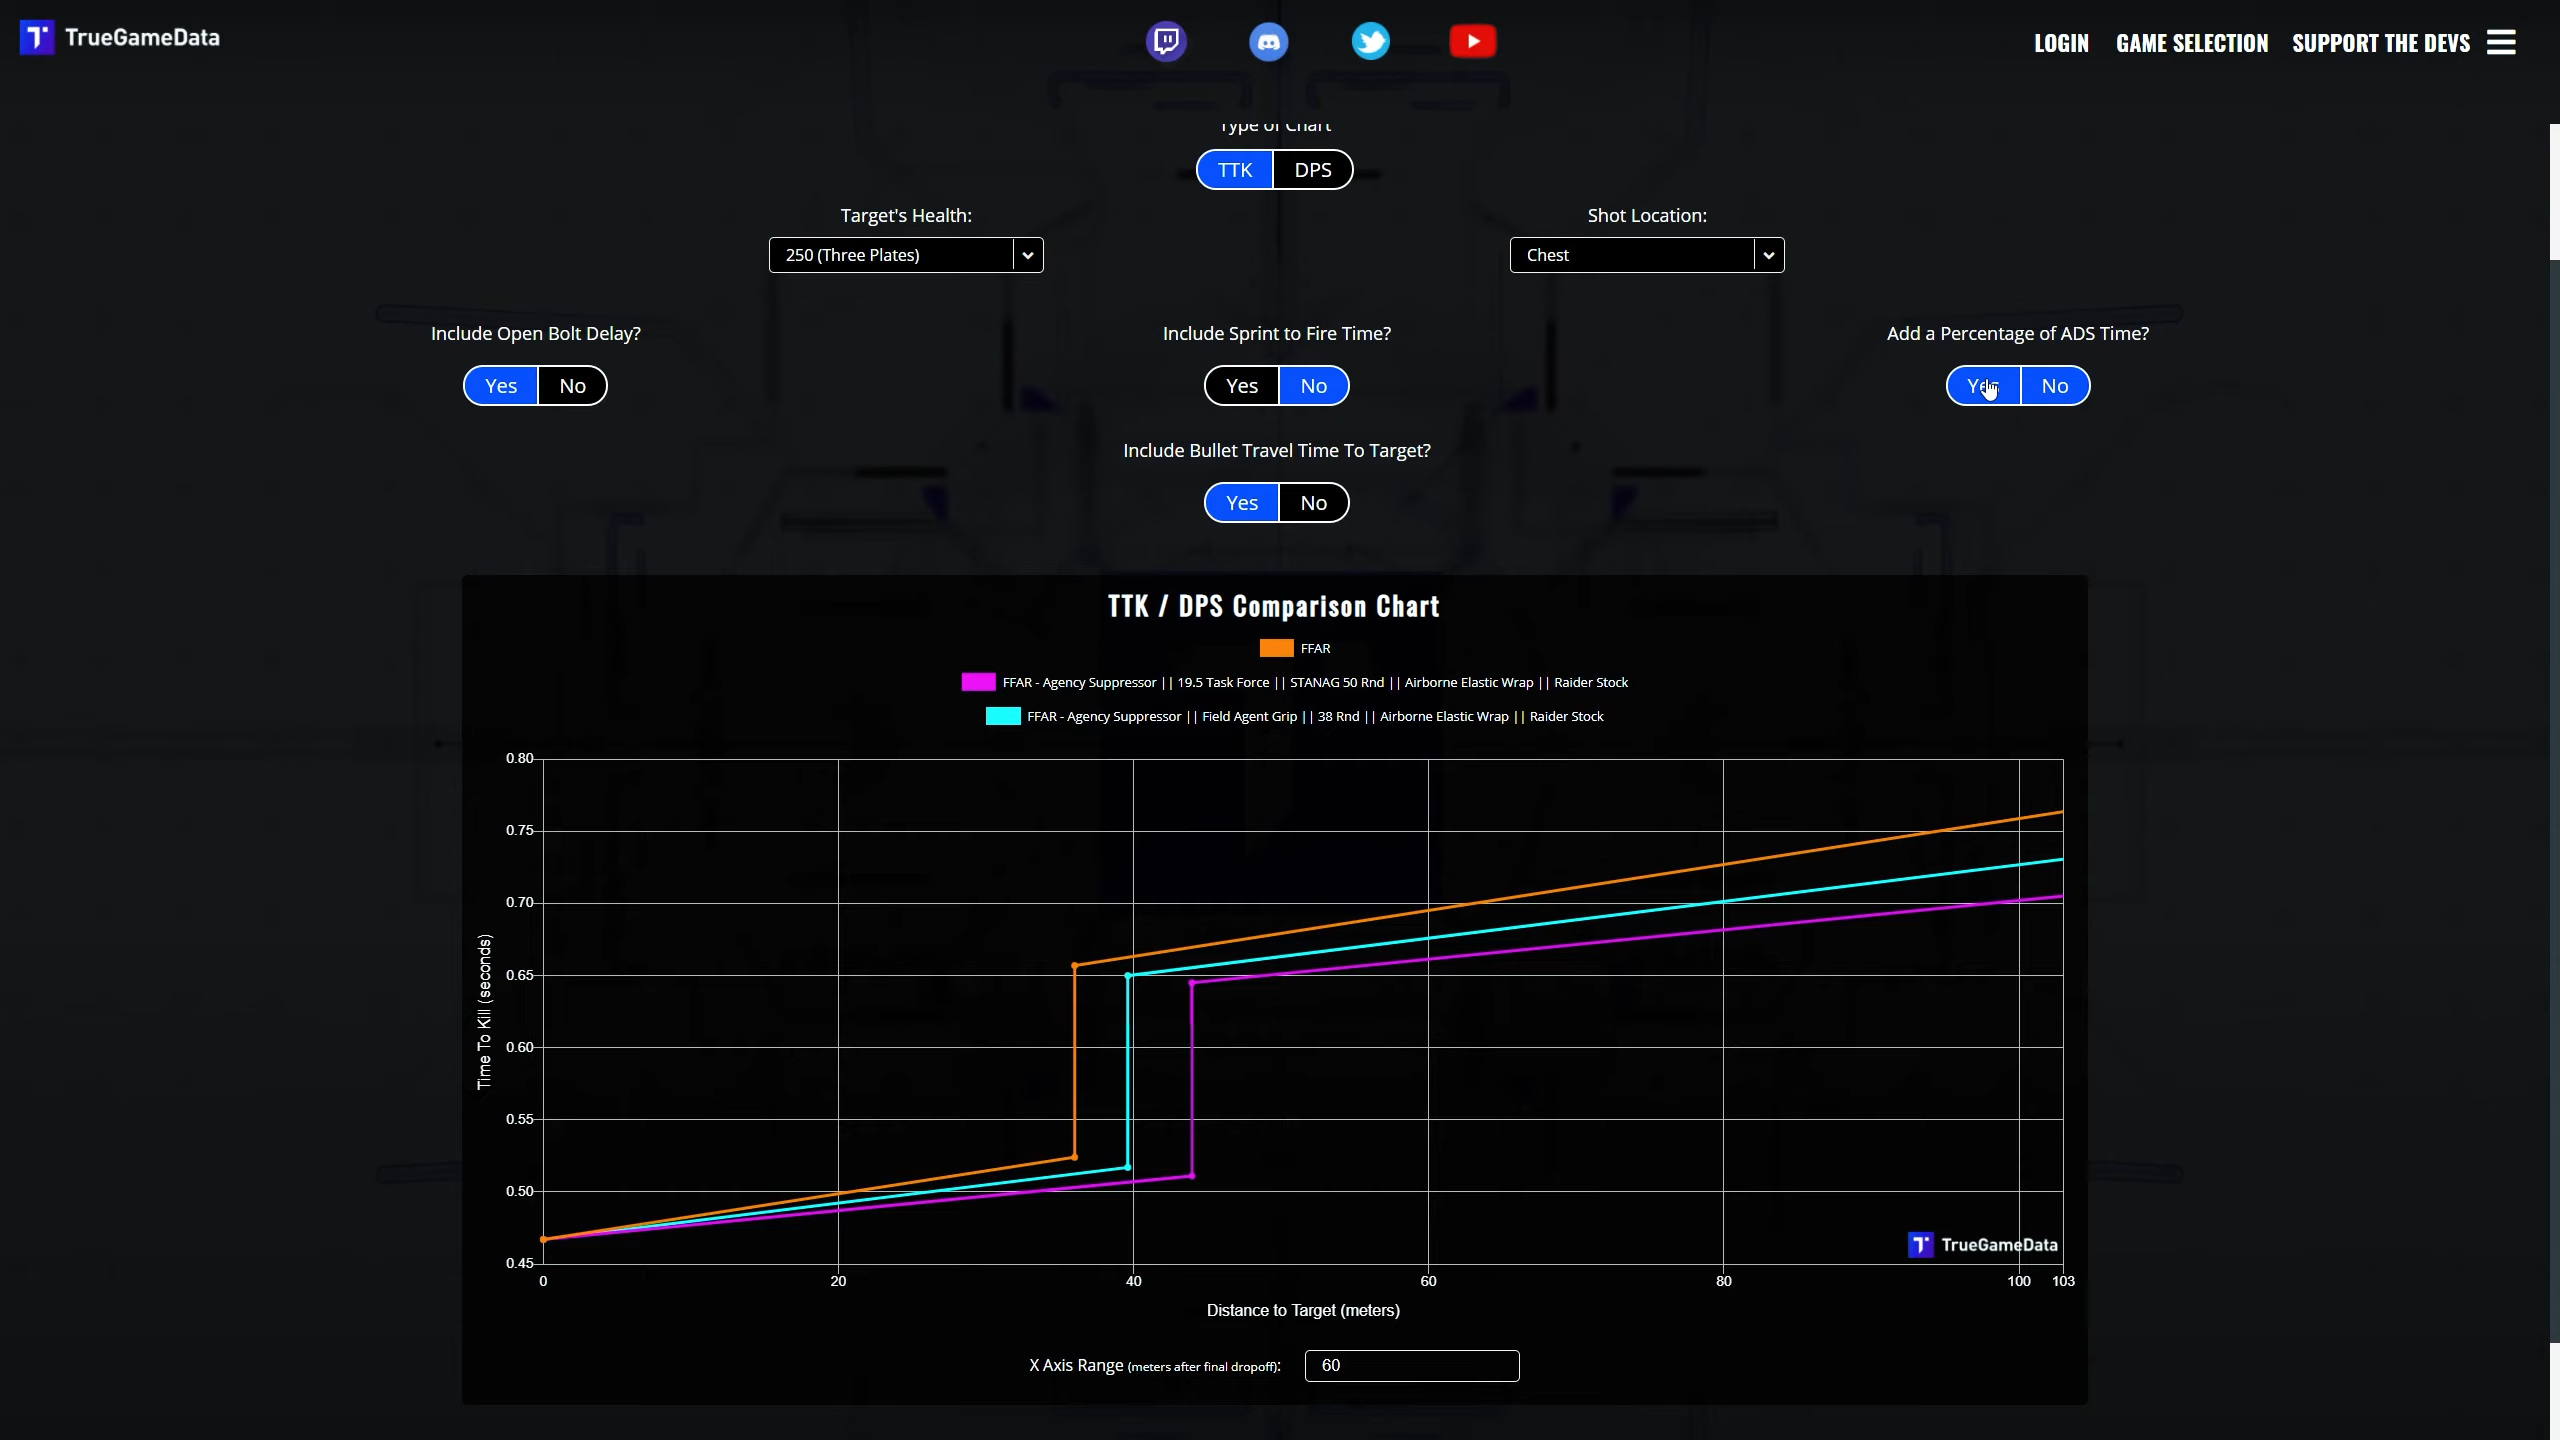 TrueGameData
LOGIN GAME SELECTION SUPPORT THE DEVS
Type of Chart
TTK DPS
Target's Health: Shot Location:
250 (Three Plates) Chest
Include Open Bolt Delay? Include Sprint to Fire Time? Add a Percentage of ADS Time?
Yes No Yes No Yes No
Include Bullet Travel Time To Target?
Yes No
TTK / DPS Comparison Chart
FFAR
FFAR - Agency Suppressor || 19.5 Task Force || STANAG 50 Rnd || Airborne Elastic Wrap || Raider Stock
FFAR - Agency Suppressor || Field Agent Grip || 38 Rnd || Airborne Elastic Wrap || Raider Stock
0.80
0.75
0.70
0.65
0.60
0.55
0.50
0.45
Time To Kill (seconds)
TrueGameData
0 20 40 60 80 100 103
Distance to Target (meters)
X Axis Range (meters after final dropoff): 60